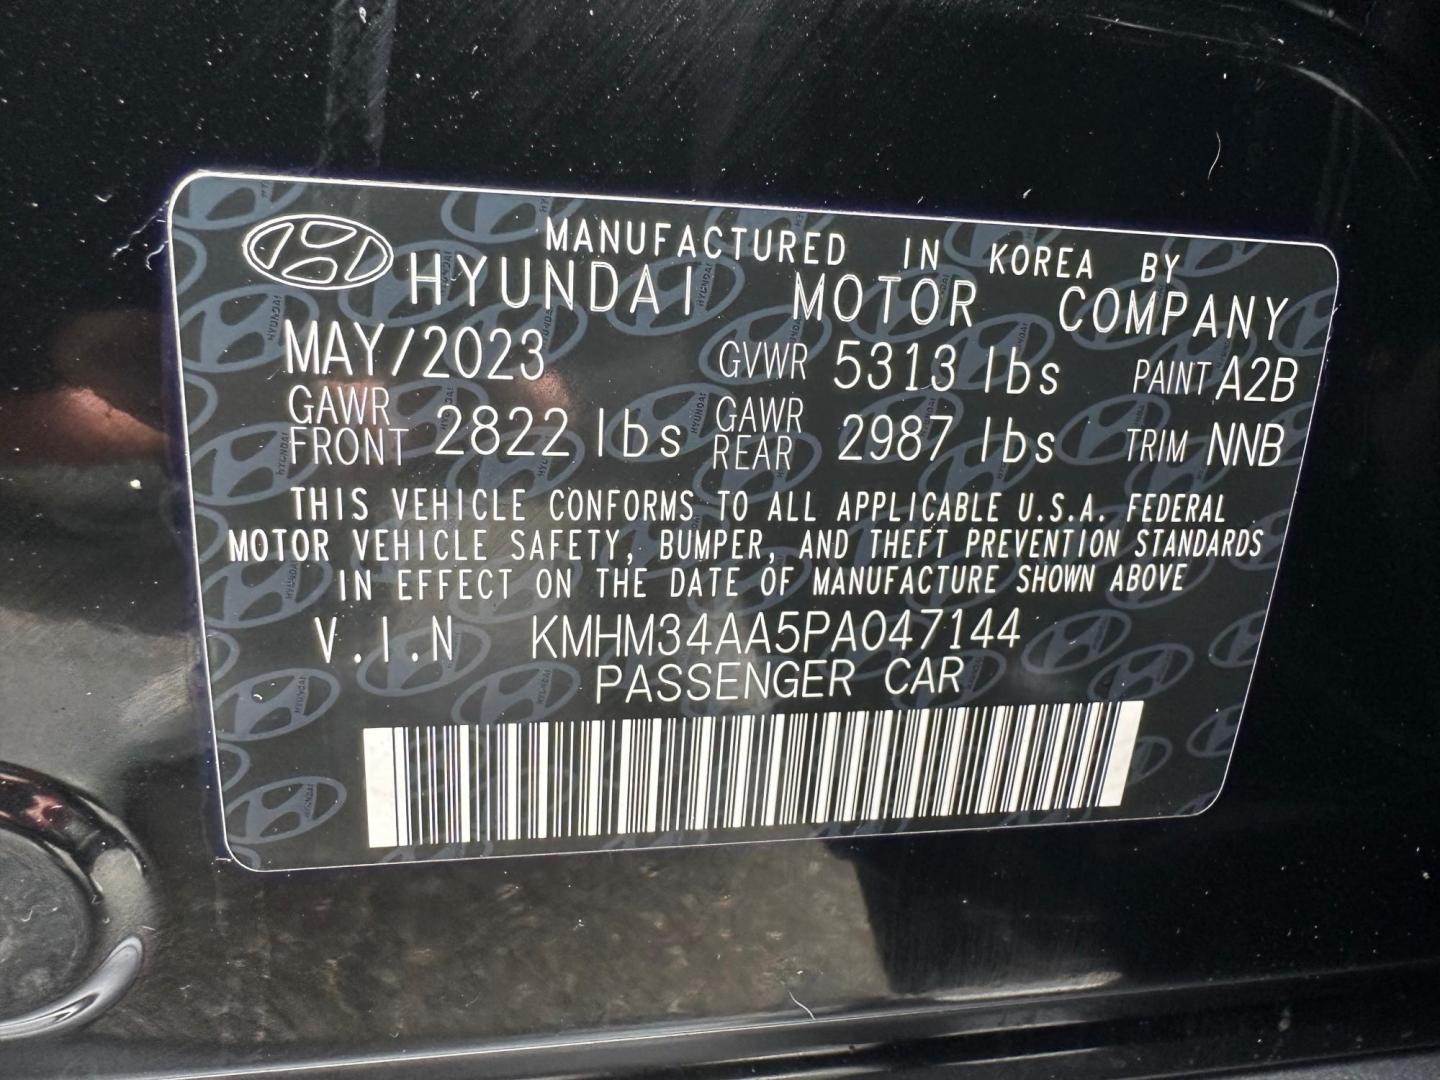 MANUFACTURED IN KOREA BY
HYUNDAI MOTOR COMPANY
MAY/2023 GVWR 5313 lbs PAINT A2B
GAWR FRONT 2822 lbs GAWR REAR 2987 lbs TRIM NNB
THIS VEHICLE CONFORMS TO ALL APPLICABLE U.S.A. FEDERAL
MOTOR VEHICLE SAFETY, BUMPER, AND THEFT PREVENTION STANDARDS
IN EFFECT ON THE DATE OF MANUFACTURE SHOWN ABOVE
V.I.N KMHM34AA5PA047144
PASSENGER CAR